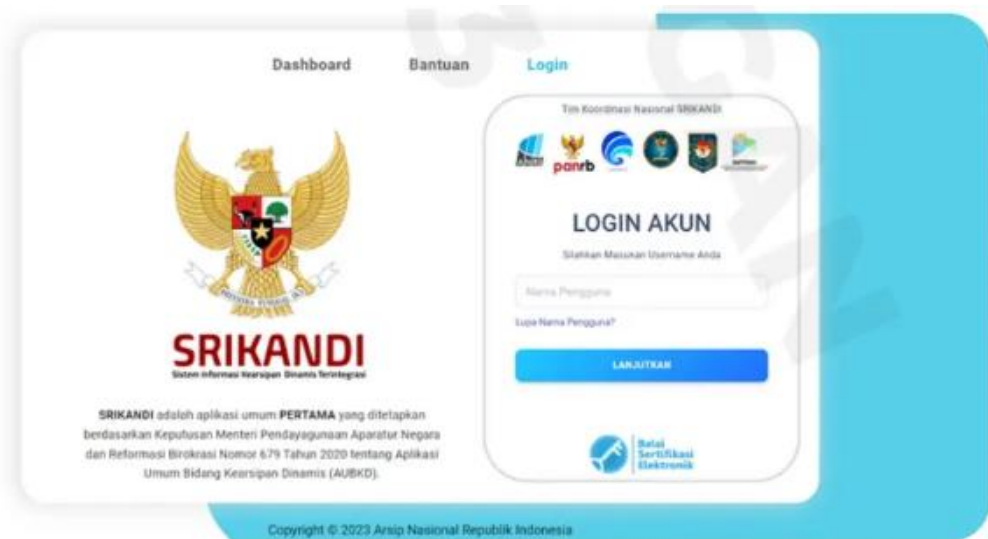 Dashboard Bantuan Login
SRIKANDI
Sistem Informasi Kearsipan Dinamis Terintegrasi
SRIKANDI adalah aplikasi umum PERTAMA yang ditetapkan
berdasarkan Keputusan Menteri Pendayagunaan Aparatur Negara
dan Reformasi Birokrasi Nomor 679 Tahun 2020 tentang Aplikasi
Umum Bidang Kearsipan Dinamis (AUBKD).
Tim Koordinasi Nasional SRIKANDI
panrb
LOGIN AKUN
Silahkan Masukan Username Anda
Nama Pengguna
Lupa Nama Pengguna?
LANJUTKAN
Balai
Sertifikasi
Elektronik
Copyright © 2023 Arsip Nasional Republik Indonesia